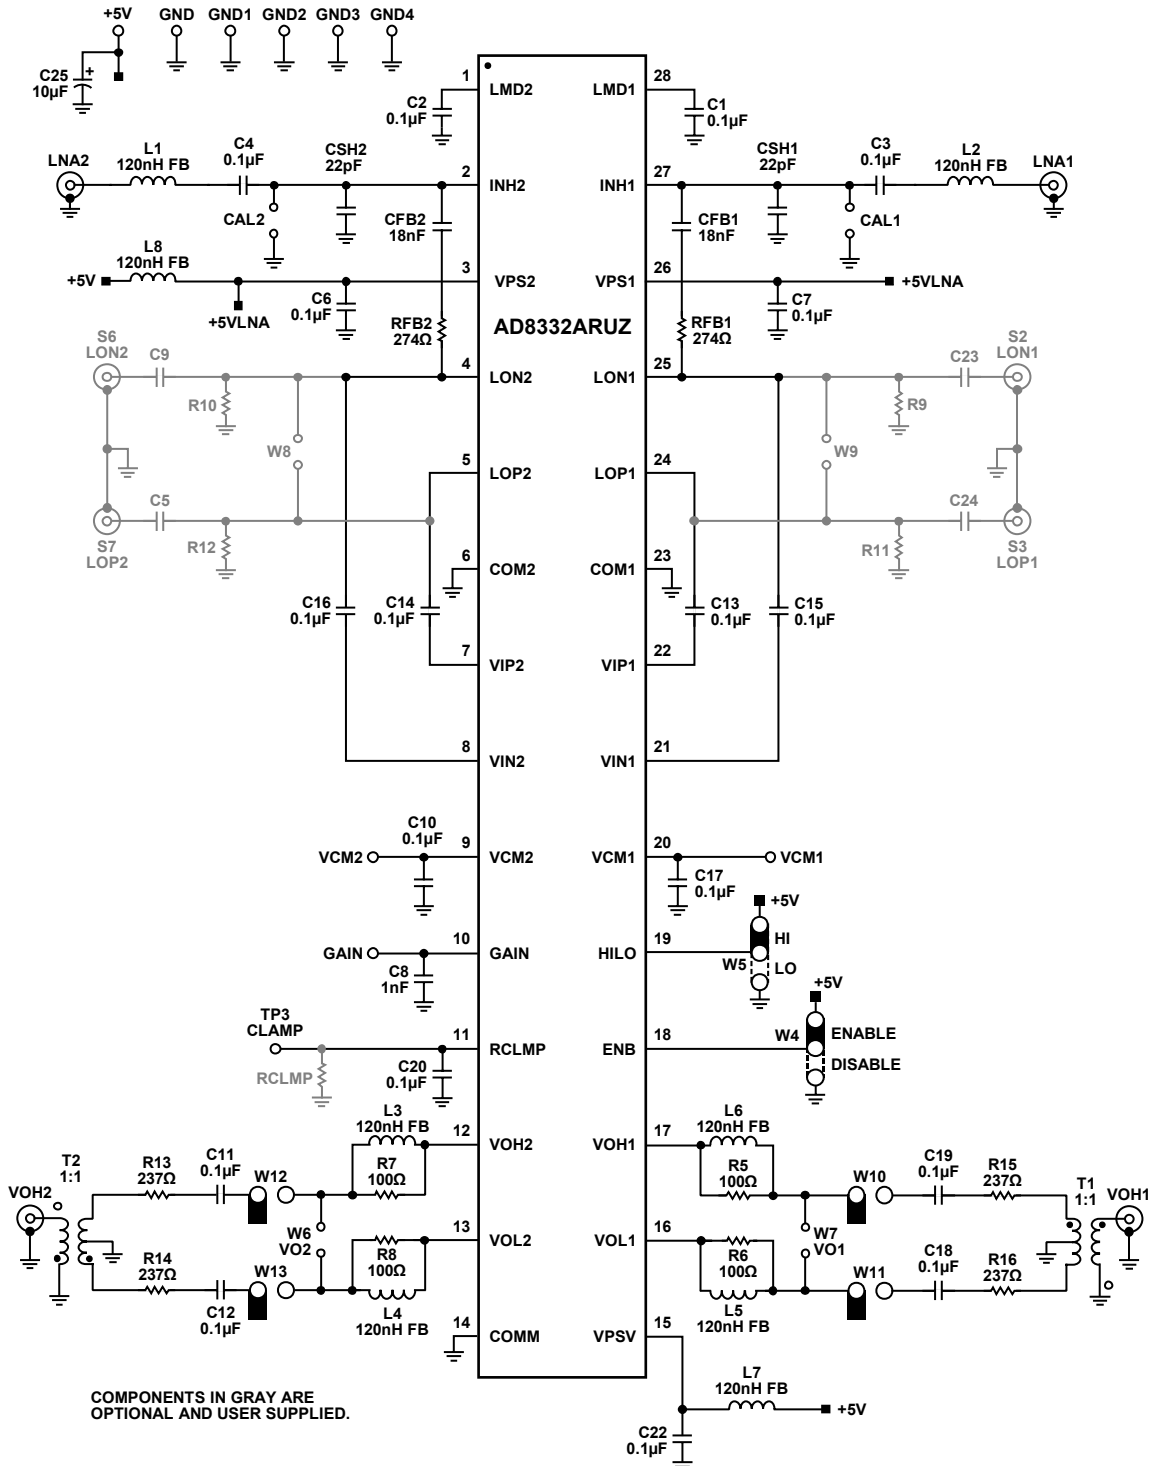 +5V
GND
GND1
GND2
GND3
GND4
C25
10µF
1
LMD2
LMD1
28
C2
0.1µF
C1
0.1µF
LNA2
L1
120nH FB
C4
0.1µF
CSH2
22pF
2
INH2
INH1
27
CSH1
22pF
C3
0.1µF
L2
120nH FB
LNA1
CAL2
CFB2
18nF
CFB1
18nF
CAL1
+5V
L8
120nH FB
3
VPS2
VPS1
26
+5VLNA
+5VLNA
C6
0.1µF
C7
0.1µF
AD8332ARUZ
RFB2
274Ω
RFB1
274Ω
S6
LON2
C9
4
LON2
LON1
25
C23
S2
LON1
R10
R9
W8
W9
5
LOP2
LOP1
24
C5
C24
S7
LOP2
R12
R11
S3
LOP1
6
COM2
COM1
23
C16
0.1µF
C14
0.1µF
C13
0.1µF
C15
0.1µF
7
VIP2
VIP1
22
8
VIN2
VIN1
21
C10
0.1µF
VCM2
9
VCM2
VCM1
20
VCM1
C17
0.1µF
+5V
GAIN
10
GAIN
HILO
19
W5
HI
LO
C8
1nF
+5V
TP3
CLAMP
11
RCLMP
ENB
18
W4
ENABLE
DISABLE
RCLMP
C20
0.1µF
L3
120nH FB
12
VOH2
VOH1
17
L6
120nH FB
T2
1:1
VOH2
R13
237Ω
C11
0.1µF
W12
R7
100Ω
R5
100Ω
W10
C19
0.1µF
R15
237Ω
T1
1:1
VOH1
W6
VO2
13
VOL2
VOL1
16
W7
VO1
R14
237Ω
C12
0.1µF
W13
R8
100Ω
L4
120nH FB
R6
100Ω
L5
120nH FB
W11
C18
0.1µF
R16
237Ω
14
COMM
VPSV
15
L7
120nH FB
+5V
C22
0.1µF
COMPONENTS IN GRAY ARE
OPTIONAL AND USER SUPPLIED.